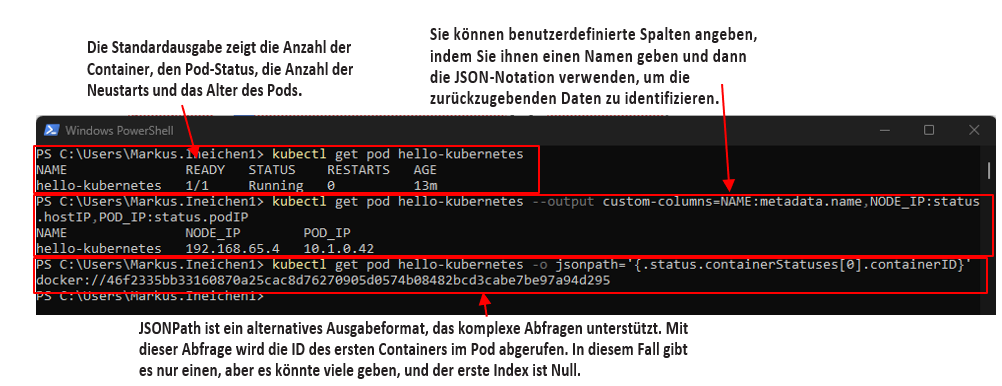 Die Standardausgabe zeigt die Anzahl der
Container, den Pod-Status, die Anzahl der
Neustarts und das Alter des Pods.
Sie können benutzerdefinierte Spalten angeben,
indem Sie ihnen einen Namen geben und dann
die JSON-Notation verwenden, um die
zurückzugebenden Daten zu identifizieren.
Windows PowerShell
PS C:\Users\Markus.Ineichen1> kubectl get pod hello-kubernetes
NAME READY STATUS RESTARTS AGE
hello-kubernetes 1/1 Running 0 13m
PS C:\Users\Markus.Ineichen1> kubectl get pod hello-kubernetes --output custom-columns=NAME:metadata.name,NODE_IP:status
.hostIP,POD_IP:status.podIP
NAME NODE_IP POD_IP
hello-kubernetes 192.168.65.4 10.1.0.42
PS C:\Users\Markus.Ineichen1> kubectl get pod hello-kubernetes -o jsonpath='{.status.containerStatuses[0].containerID}'
docker://46f2335bb33160870a25cac8d76270905d0574b08482bcd3cabe7be97a94d295
PS C:\Users\Markus.Ineichen1>
JSONPath ist ein alternatives Ausgabeformat, das komplexe Abfragen unterstützt. Mit
dieser Abfrage wird die ID des ersten Containers im Pod abgerufen. In diesem Fall gibt
es nur einen, aber es könnte viele geben, und der erste Index ist Null.